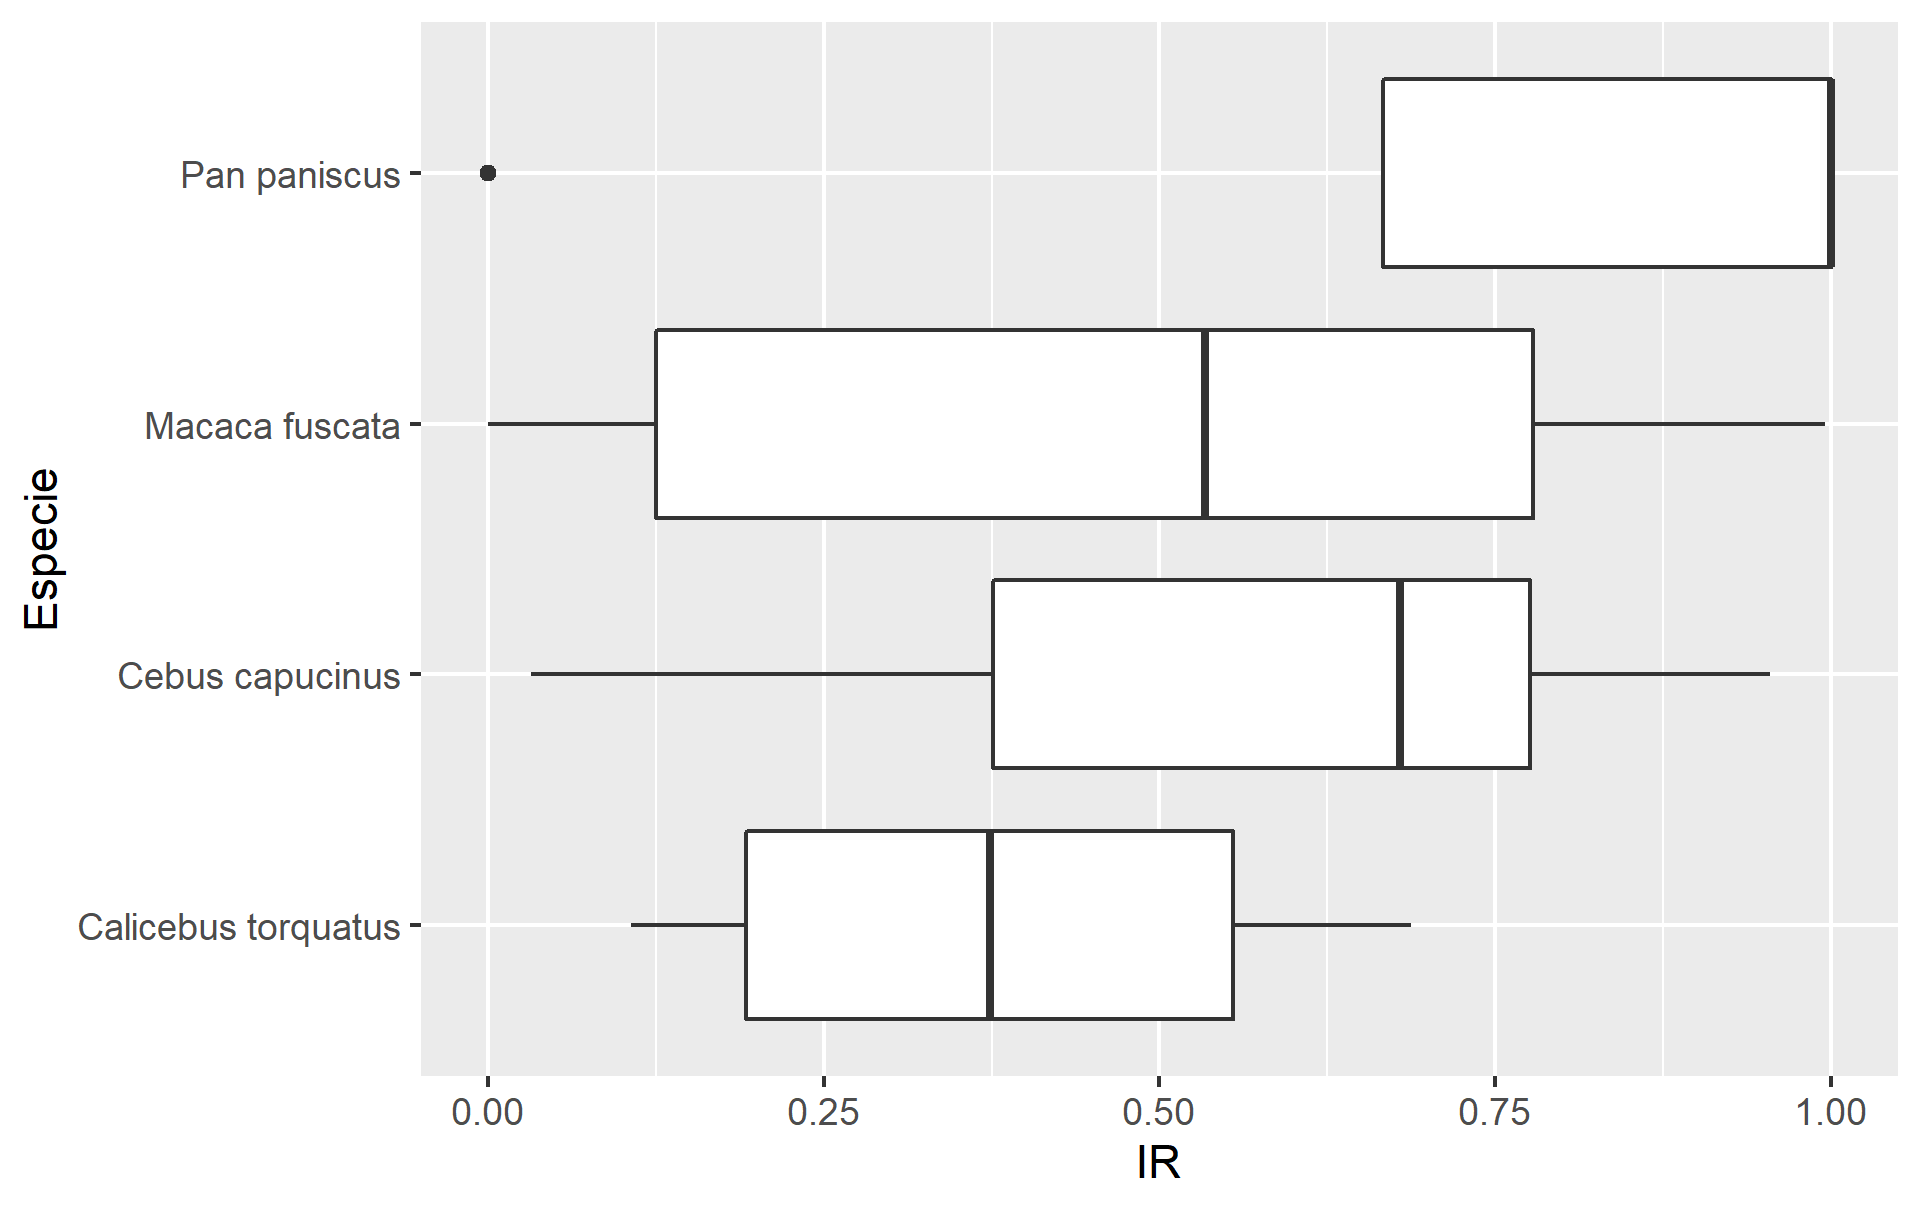 Especie
Pan paniscus
Macaca fuscata
Cebus capucinus
Calicebus torquatus
0.00 0.25 0.50 0.75 1.00
IR